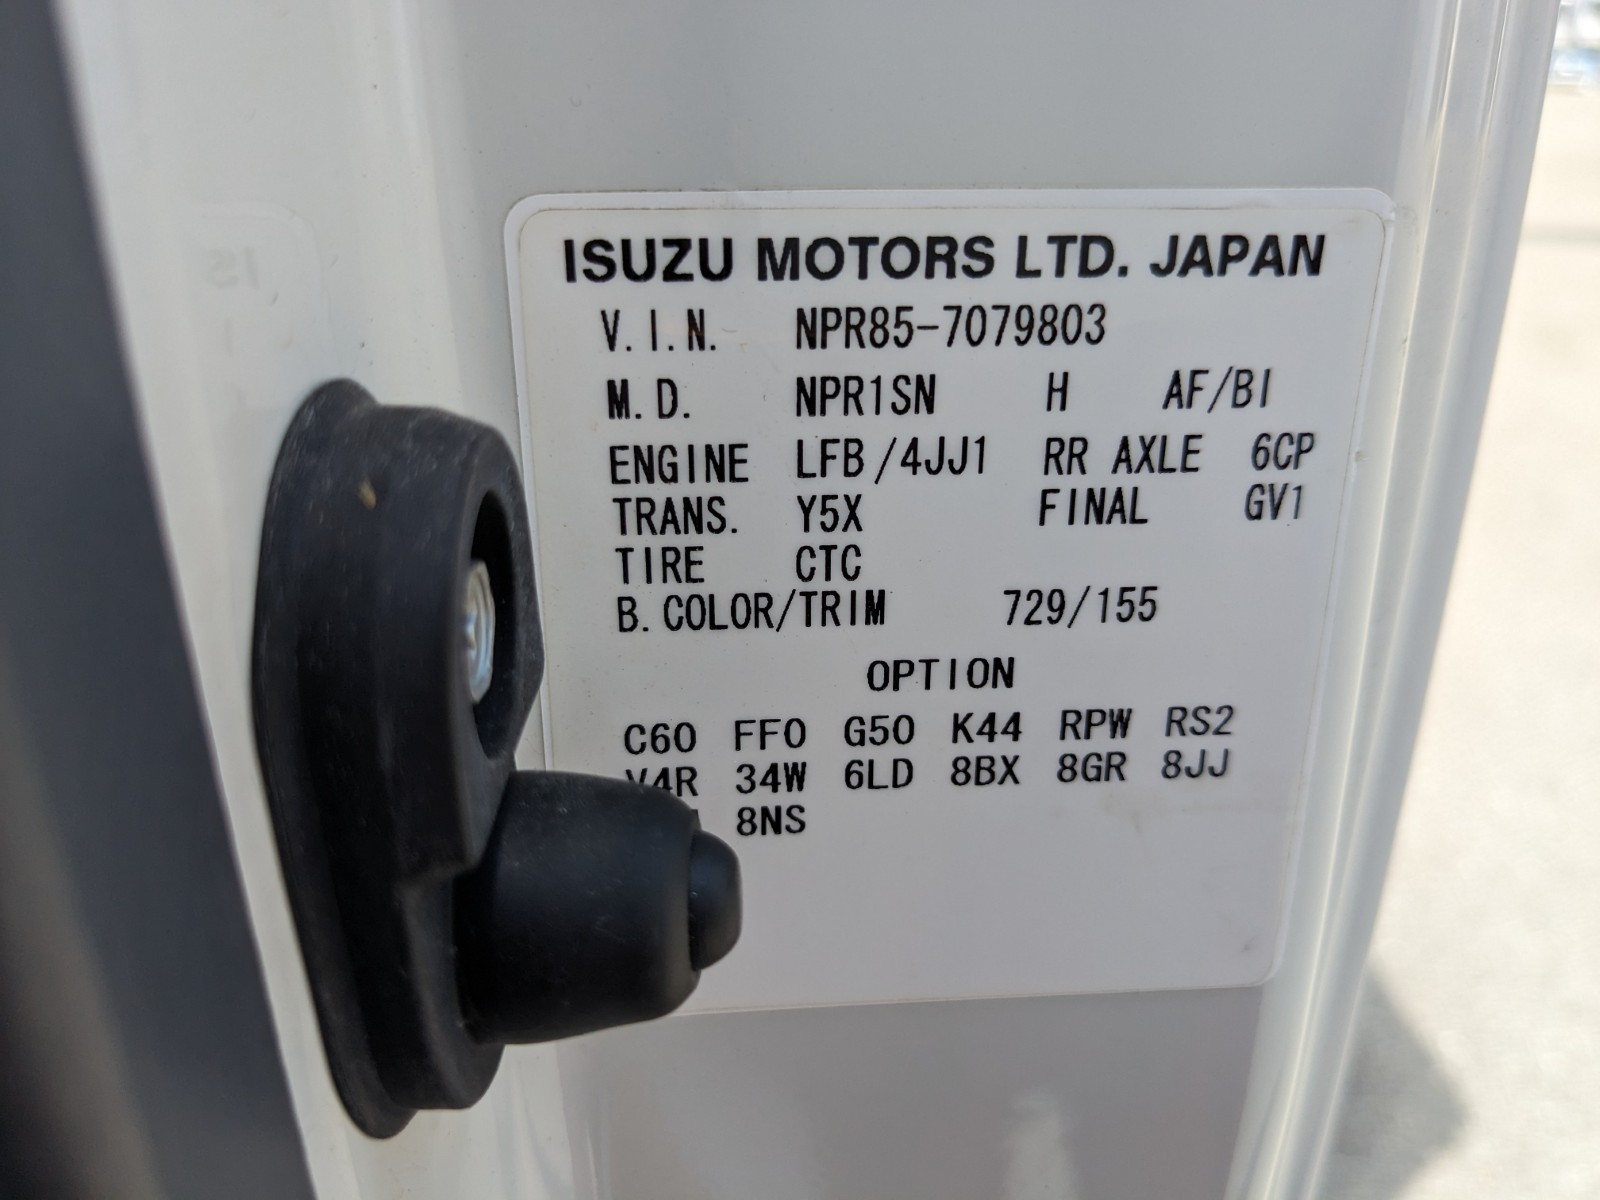 ISUZU MOTORS LTD. JAPAN
V.I.N. NPR85-7079803
M.D. NPR1SN H AF/BI
ENGINE LFB/4JJ1 RR AXLE 6CP
TRANS. Y5X FINAL GV1
TIRE CTC
B.COLOR/TRIM 729/155
OPTION
C60 FF0 G50 K44 RPW RS2
V4R 34W 6LD 8BX 8GR 8JJ
8NS